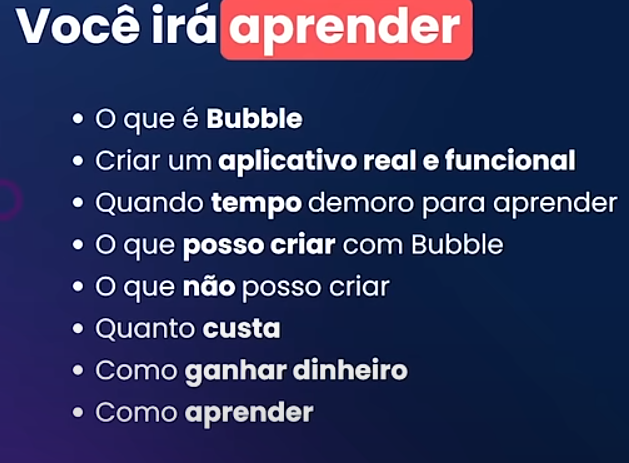 Você irá aprender
• O que é Bubble
• Criar um aplicativo real e funcional
• Quando tempo demoro para aprender
• O que posso criar com Bubble
• O que não posso criar
• Quanto custa
• Como ganhar dinheiro
• Como aprender